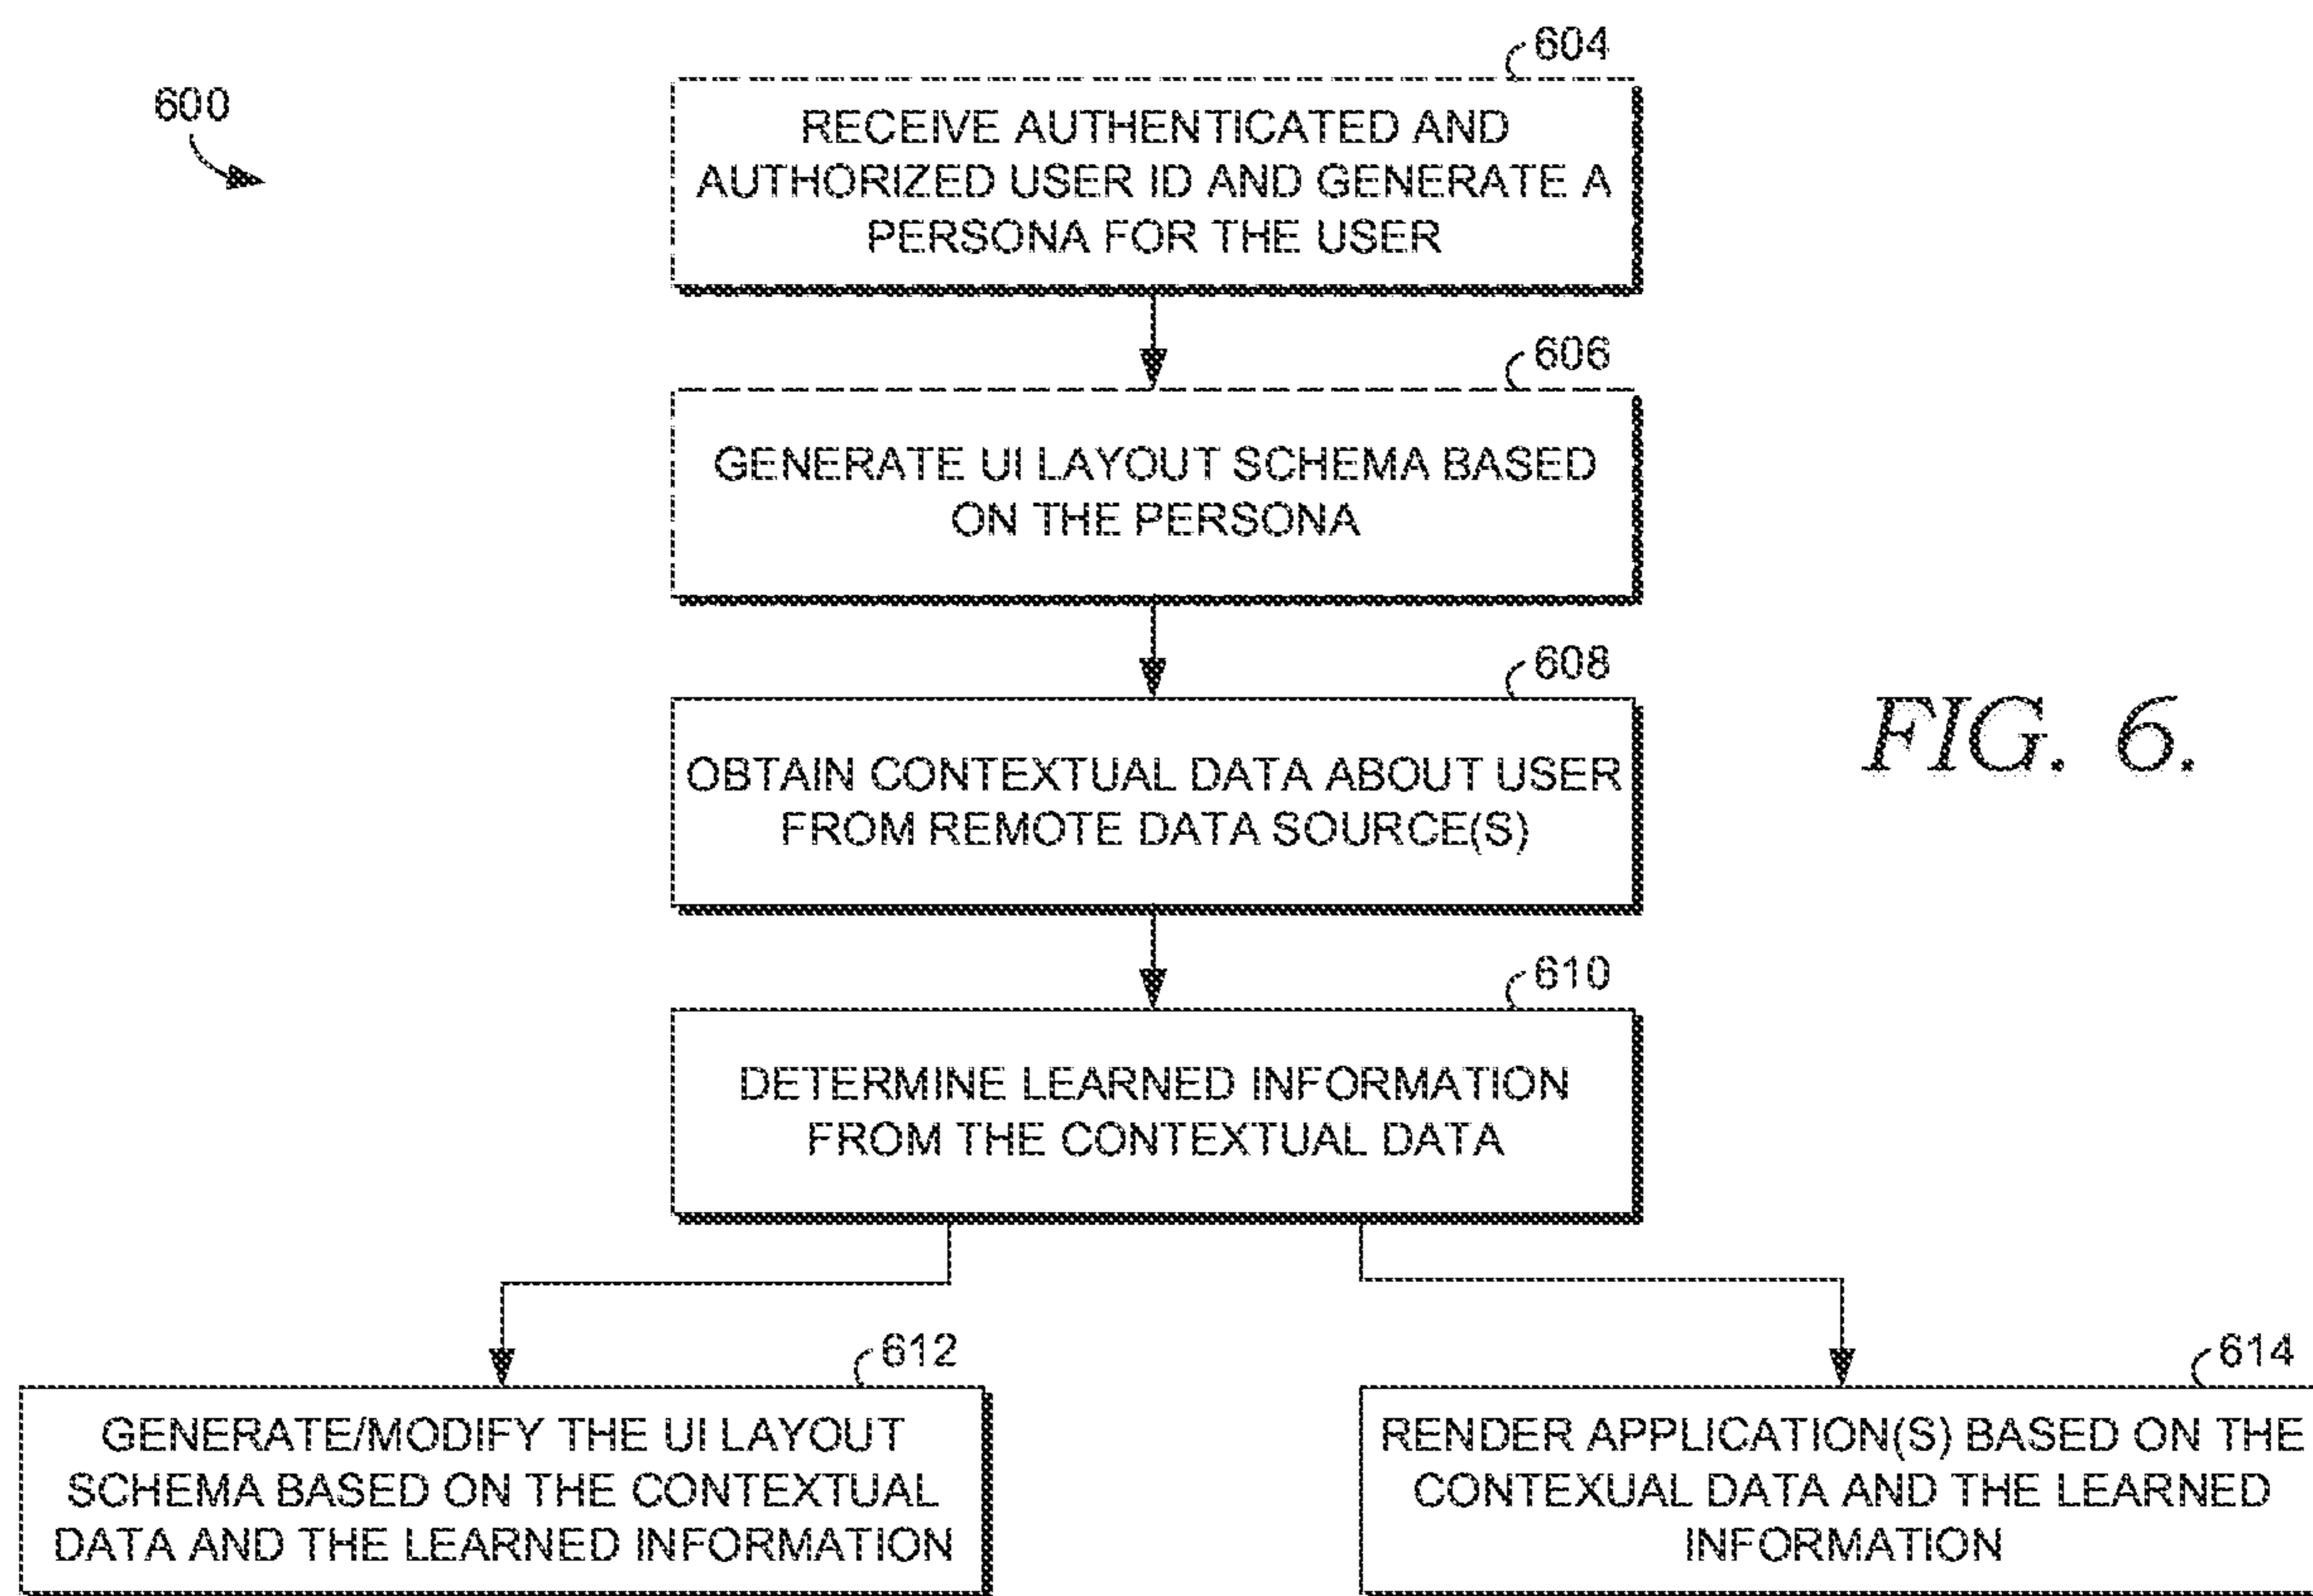 600
604
RECEIVE AUTHENTICATED AND
AUTHORIZED USER ID AND GENERATE A
PERSONA FOR THE USER
606
GENERATE UI LAYOUT SCHEMA BASED
ON THE PERSONA
608
OBTAIN CONTEXTUAL DATA ABOUT USER
FROM REMOTE DATA SOURCE(S)
FIG. 6.
610
DETERMINE LEARNED INFORMATION
FROM THE CONTEXTUAL DATA
612
GENERATE/MODIFY THE UI LAYOUT
SCHEMA BASED ON THE CONTEXTUAL
DATA AND THE LEARNED INFORMATION
614
RENDER APPLICATION(S) BASED ON THE
CONTEXUAL DATA AND THE LEARNED
INFORMATION